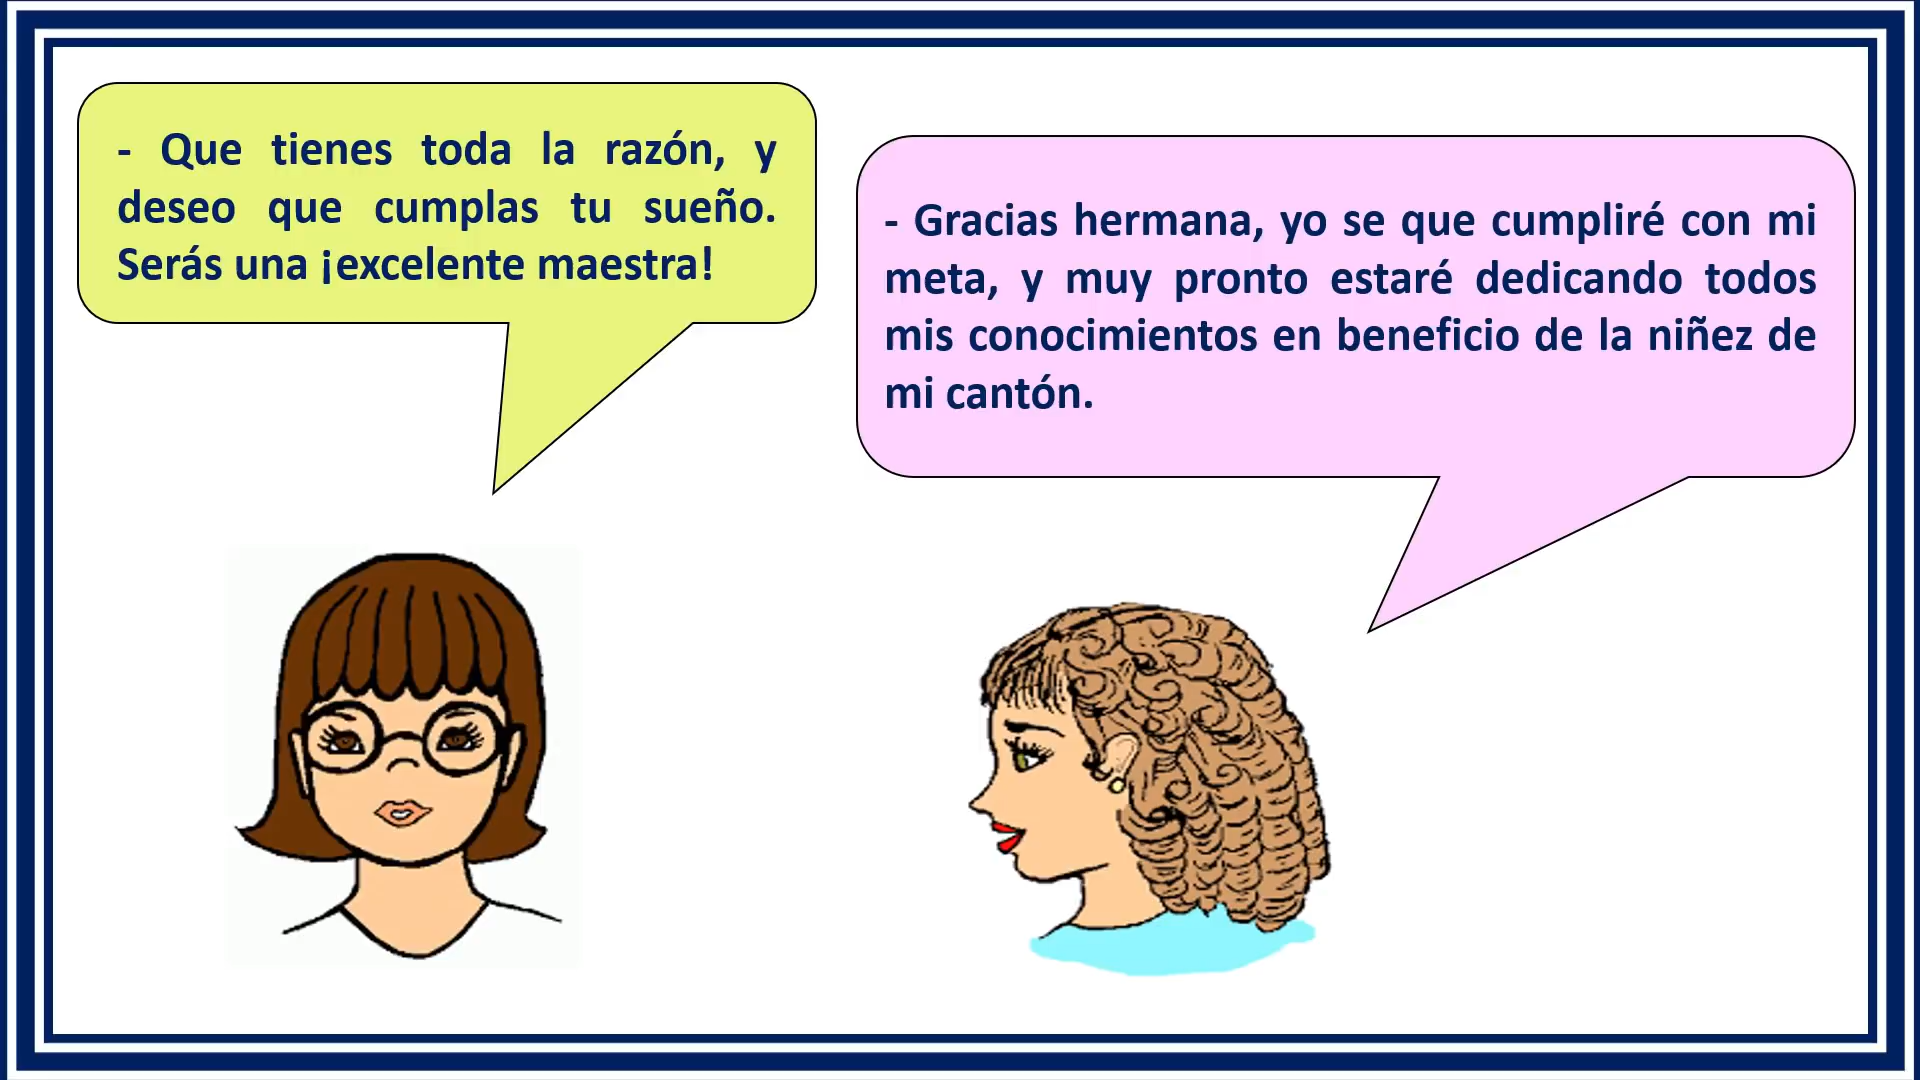 - Que tienes toda la razón, y
deseo que cumplas tu sueño.
Serás una ¡excelente maestra!
- Gracias hermana, yo se que cumpliré con mi
meta, y muy pronto estaré dedicando todos
mis conocimientos en beneficio de la niñez de
mi cantón.